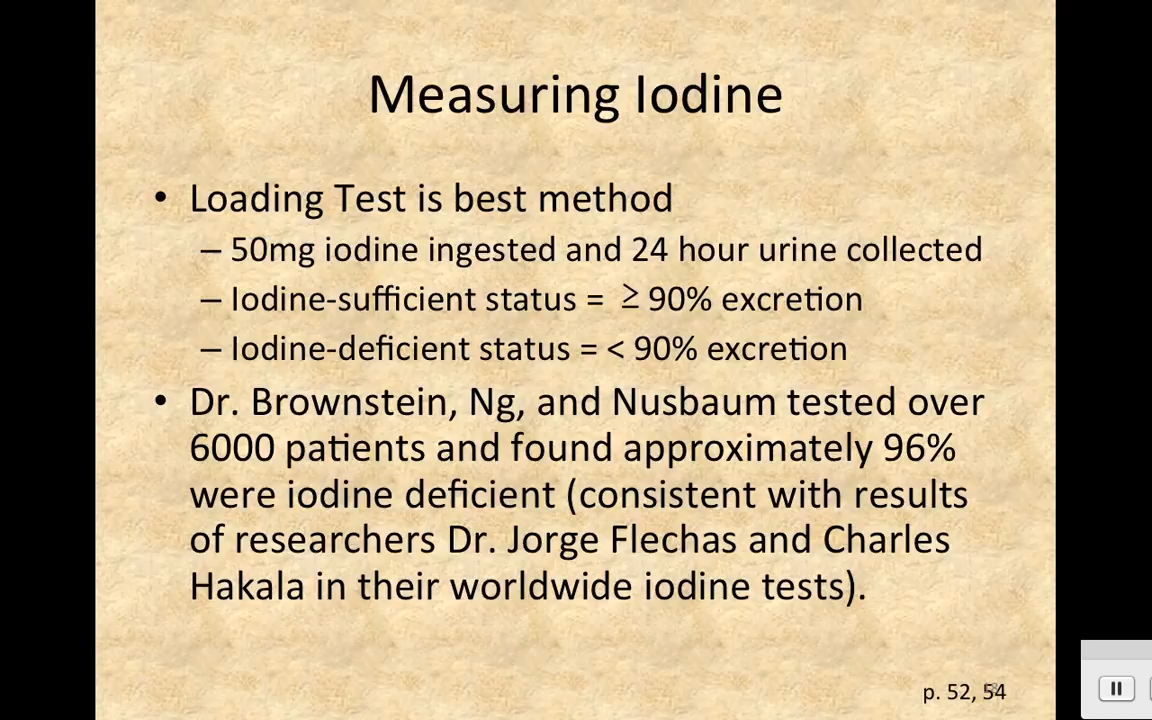 Measuring Iodine
• Loading Test is best method
– 50mg iodine ingested and 24 hour urine collected
– Iodine-sufficient status = ≥ 90% excretion
– Iodine-deficient status = < 90% excretion
• Dr. Brownstein, Ng, and Nusbaum tested over
6000 patients and found approximately 96%
were iodine deficient (consistent with results
of researchers Dr. Jorge Flechas and Charles
Hakala in their worldwide iodine tests).
p. 52, 54